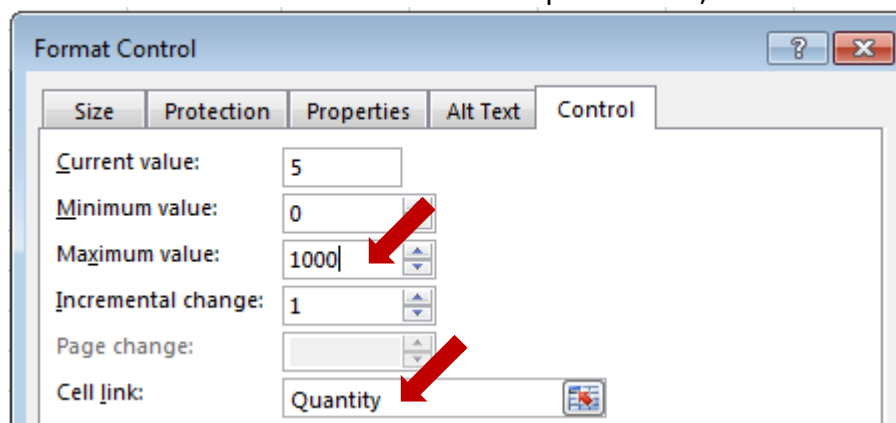 Format Control
Size Protection Properties Alt Text Control
Current value: 5
Minimum value: 0
Maximum value: 1000
Incremental change: 1
Page change:
Cell link: Quantity